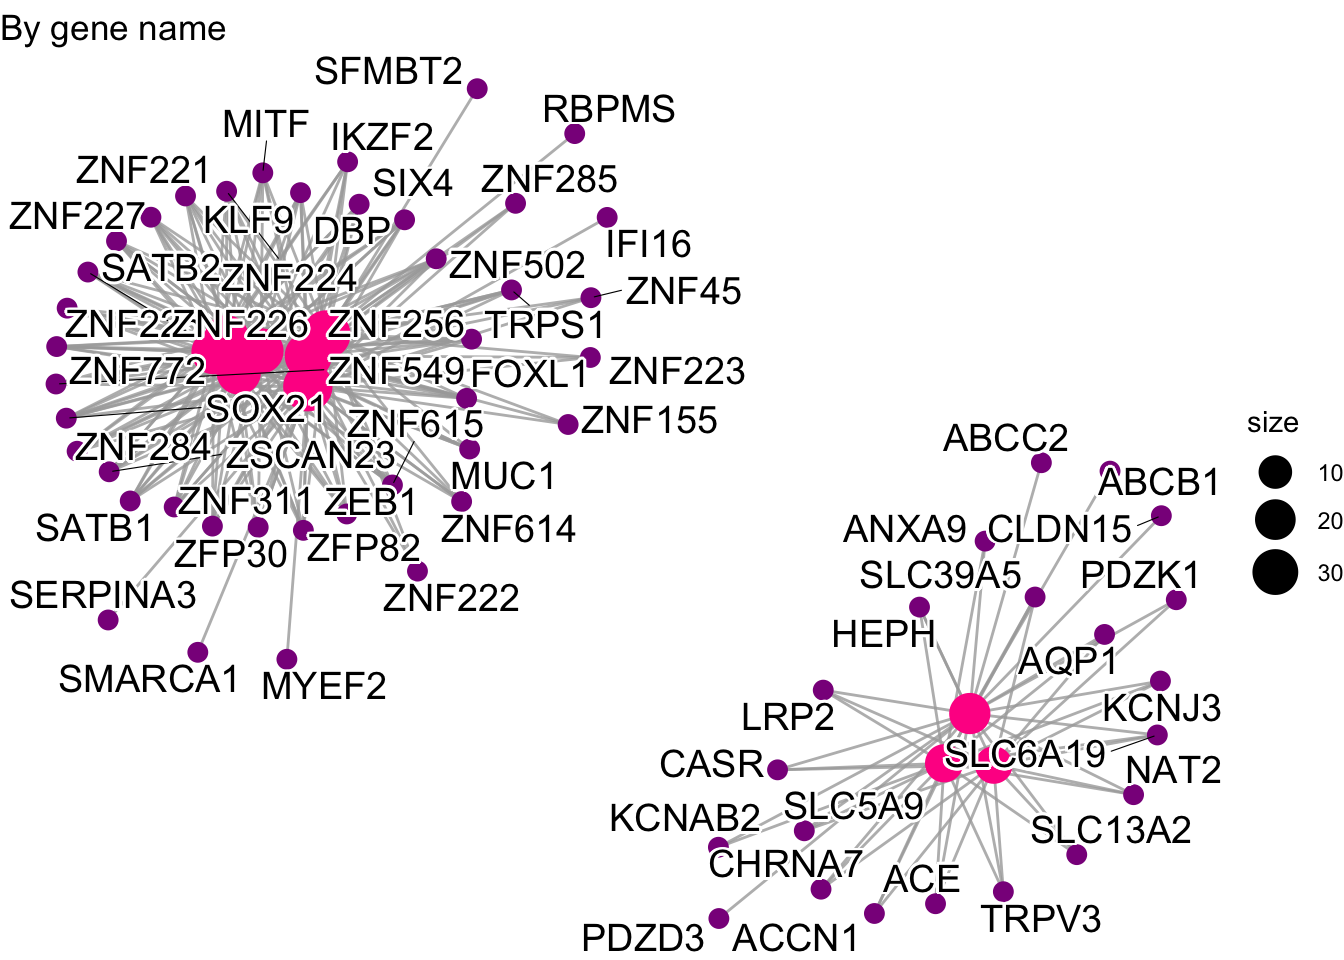 By gene name
SFMBT2
RBPMS
MITF
IKZF2
ZNF221
SIX4
ZNF285
ZNF227
KLF9
DBP
IFI16
SATB2
ZNF224
ZNF502
ZNF45
ZNF226
ZNF256
TRPS1
ZNF772
ZNF549
FOXL1
ZNF223
SOX21
ZNF615
ZNF155
ZNF284
ZSCAN23
MUC1
ZNF311
ZEB1
SATB1
ZNF614
ZFP30
ZFP82
SERPINA3
ZNF222
SMARCA1
MYEF2
size
10
20
30
ABCC2
ABCB1
ANXA9
CLDN15
SLC39A5
PDZK1
HEPH
AQP1
LRP2
KCNJ3
SLC6A19
CASR
NAT2
SLC5A9
KCNAB2
SLC13A2
CHRNA7
ACE
TRPV3
PDZD3
ACCN1